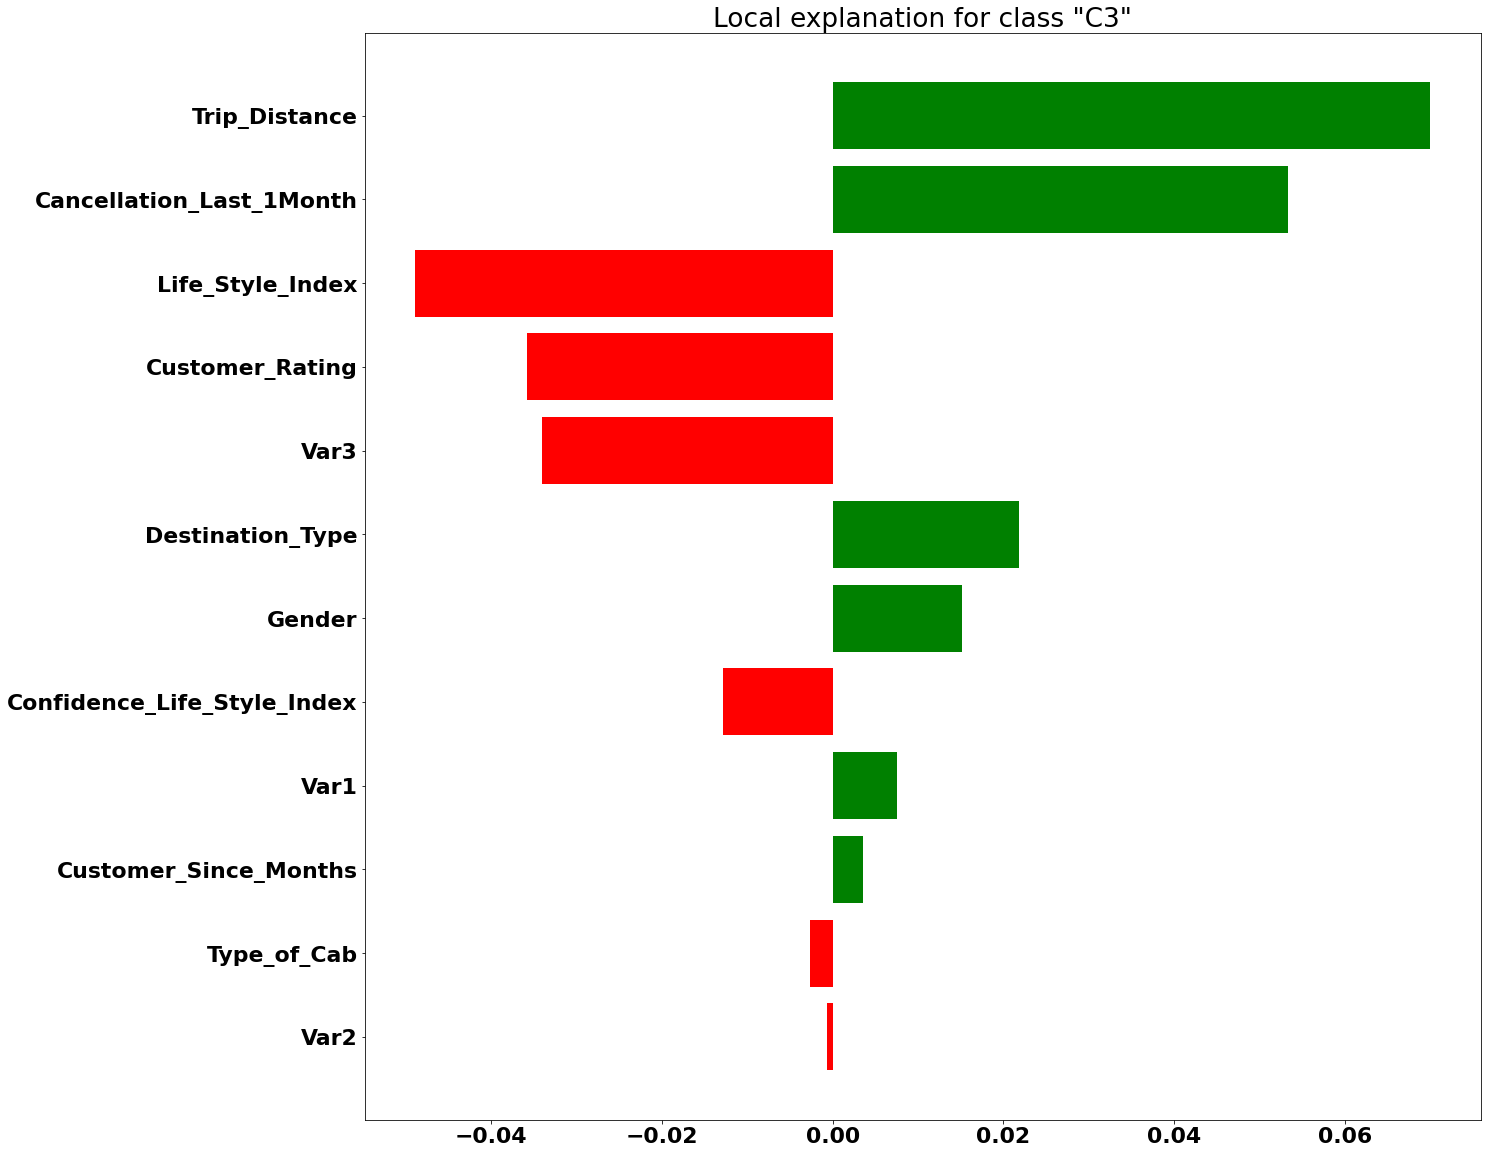 Local explanation for class "C3"
Trip_Distance
Cancellation_Last_1Month
Life_Style_Index
Customer_Rating
Var3
Destination_Type
Gender
Confidence_Life_Style_Index
Var1
Customer_Since_Months
Type_of_Cab
Var2
−0.04 −0.02 0.00 0.02 0.04 0.06